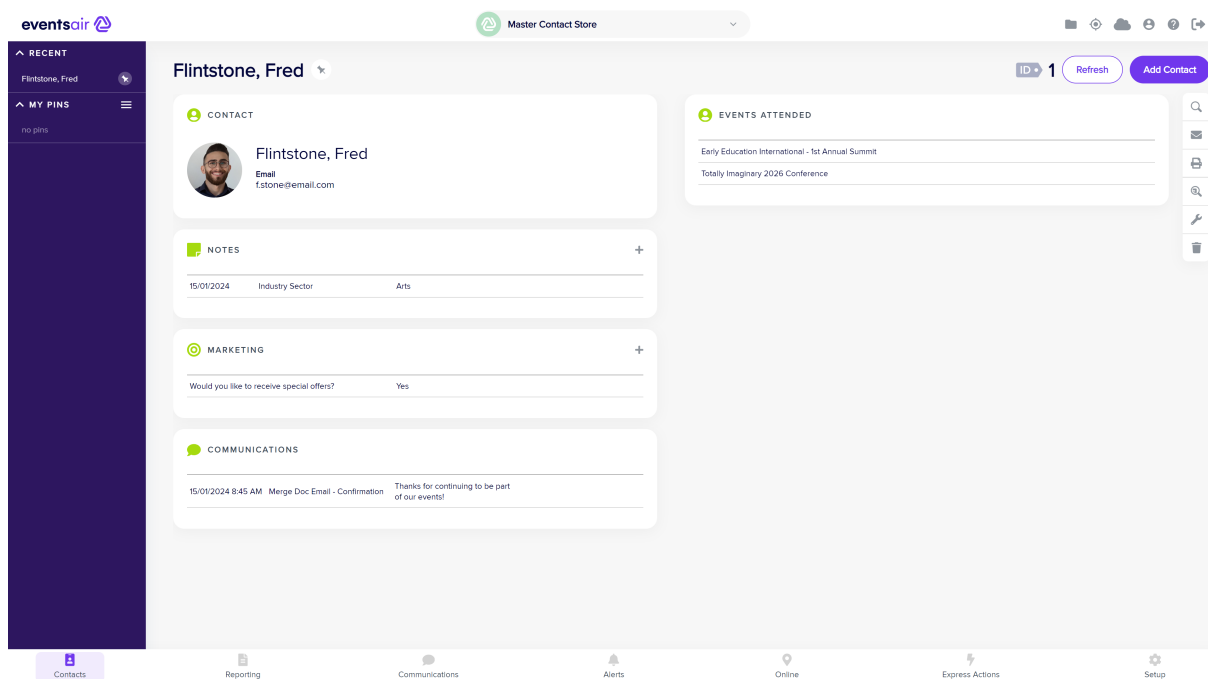 eventsair
Master Contact Store
RECENT
Flintstone, Fred
MY PINS
no pins
Flintstone, Fred
ID
1
Refresh
Add Contact
CONTACT
Flintstone, Fred
Email
f.stone@email.com
NOTES
15/01/2024 Industry Sector Arts
MARKETING
Would you like to receive special offers? Yes
COMMUNICATIONS
15/01/2024 8:45 AM Merge Doc Email - Confirmation Thanks for continuing to be part
of our events!
EVENTS ATTENDED
Early Education International - 1st Annual Summit
Totally Imaginary 2026 Conference
Contacts
Reporting
Communications
Alerts
Online
Express Actions
Setup